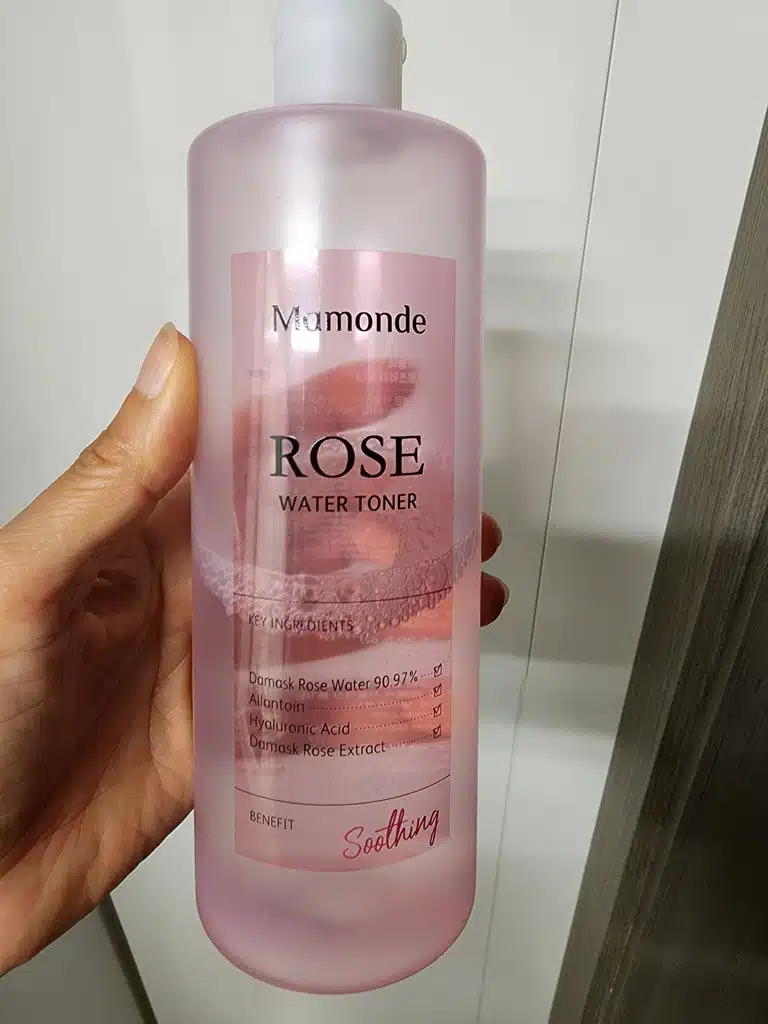 Mamonde
ROSE
WATER TONER
KEY INGREDIENTS
Damask Rose Water 90.97%
Allantoin
Hyaluronic Acid
Damask Rose Extract
BENEFIT
Soothing